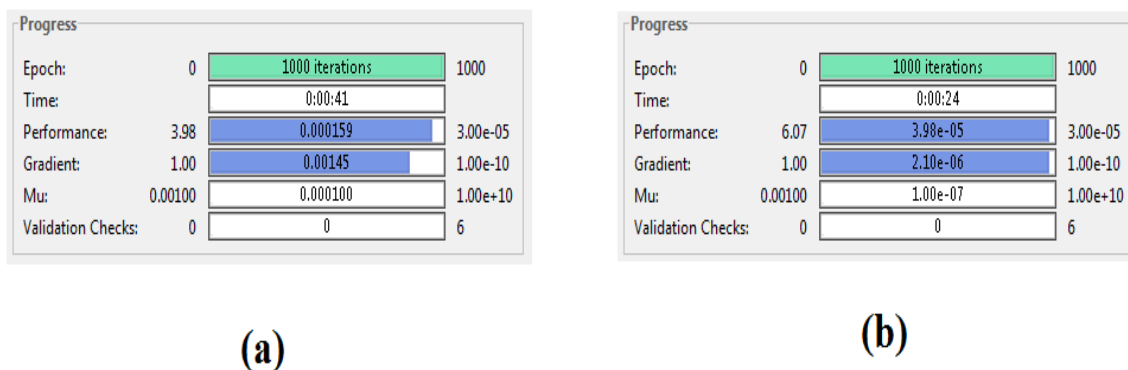 Progress
Epoch: 0 1000 iterations 1000
Time: 0:00:41
Performance: 3.98 0.000159 3.00e-05
Gradient: 1.00 0.00145 1.00e-10
Mu: 0.00100 0.000100 1.00e+10
Validation Checks: 0 0 6
(a)
Progress
Epoch: 0 1000 iterations 1000
Time: 0:00:24
Performance: 6.07 3.98e-05 3.00e-05
Gradient: 1.00 2.10e-06 1.00e-10
Mu: 0.00100 1.00e-07 1.00e+10
Validation Checks: 0 0 6
(b)